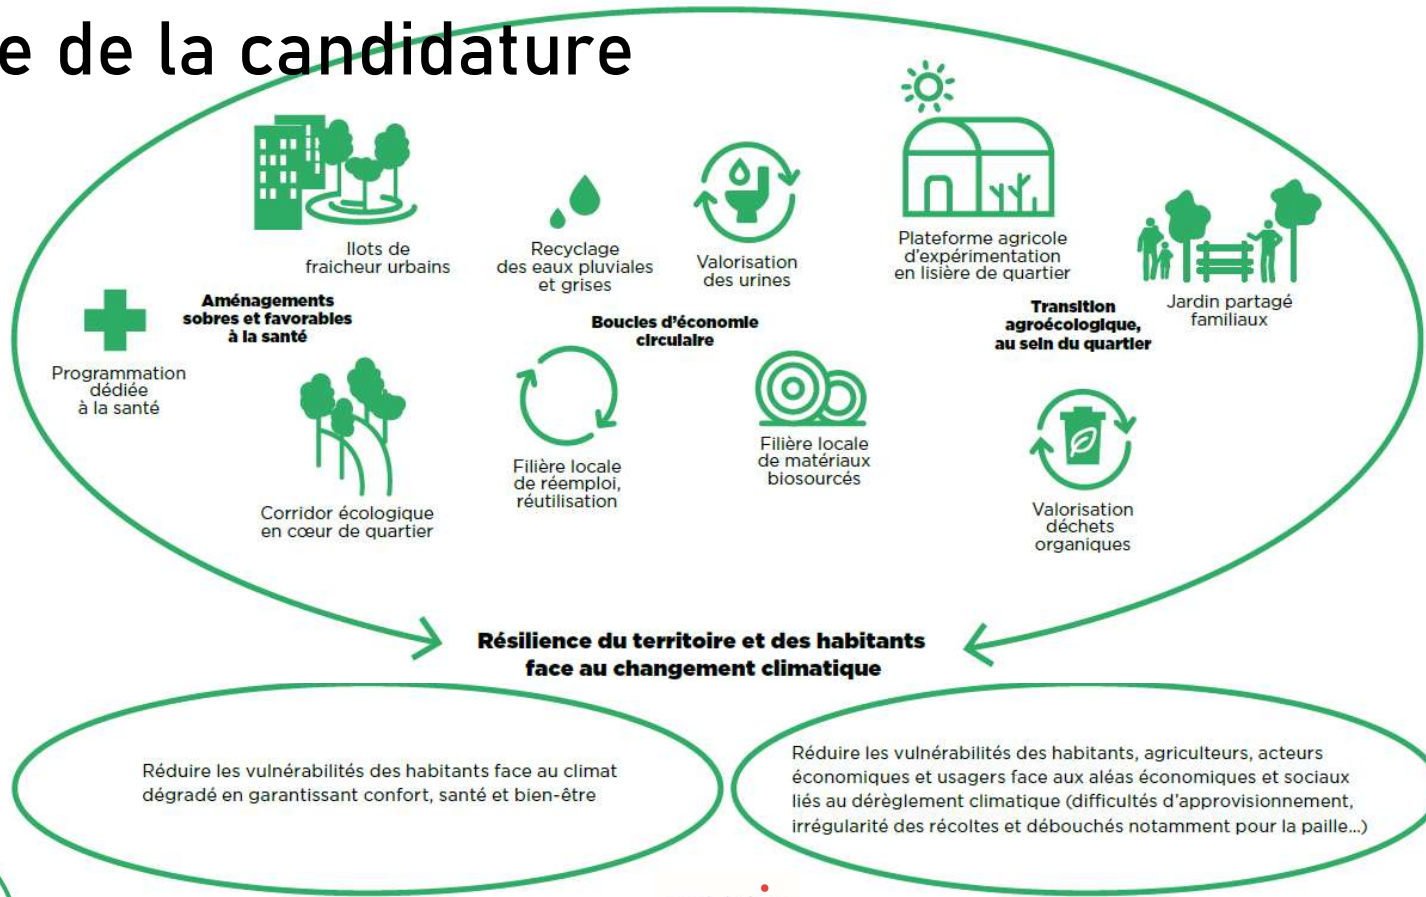 e de la candidature
Ilots de
fraicheur urbains
Recyclage
des eaux pluviales
et grises
Valorisation
des urines
Plateforme agricole
d'expérimentation
en lisière de quartier
Jardin partagé
familiaux
Aménagements
sobres et favorables
à la santé
Boucles d'économie
circulaire
Transition
agroécologique,
au sein du quartier
Programmation
dédiée
à la santé
Corridor écologique
en cœur de quartier
Filière locale
de réemploi,
réutilisation
Filière locale
de matériaux
biosourcés
Valorisation
déchets
organiques
Résilience du territoire et des habitants
face au changement climatique
Réduire les vulnérabilités des habitants face au climat
dégradé en garantissant confort, santé et bien-être
Réduire les vulnérabilités des habitants, agriculteurs, acteurs
économiques et usagers face aux aléas économiques et sociaux
liés au dérèglement climatique (difficultés d'approvisionnement,
irrégularité des récoltes et débouchés notamment pour la paille...)